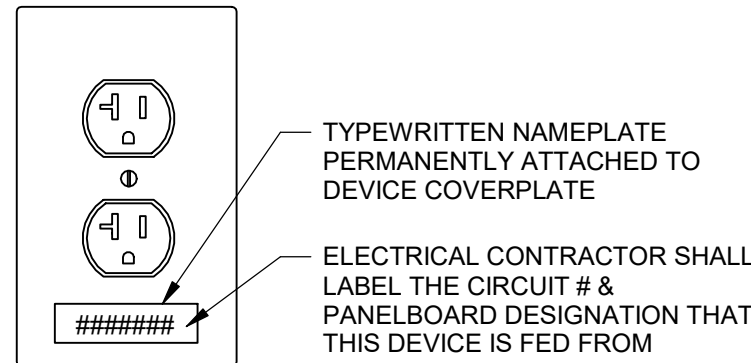 TYPEWRITTEN NAMEPLATE
PERMANENTLY ATTACHED TO
DEVICE COVERPLATE
ELECTRICAL CONTRACTOR SHALL
LABEL THE CIRCUIT # &
PANELBOARD DESIGNATION THAT
THIS DEVICE IS FED FROM
#######